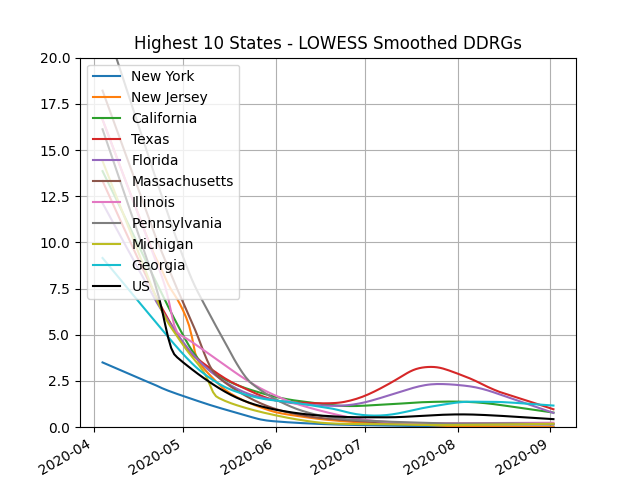 Highest 10 States - LOWESS Smoothed DDRGs
20.0
17.5
15.0
12.5
10.0
7.5
5.0
2.5
0.0
New York
New Jersey
California
Texas
Florida
Massachusetts
Illinois
Pennsylvania
Michigan
Georgia
US
2020-04
2020-05
2020-06
2020-07
2020-08
2020-09